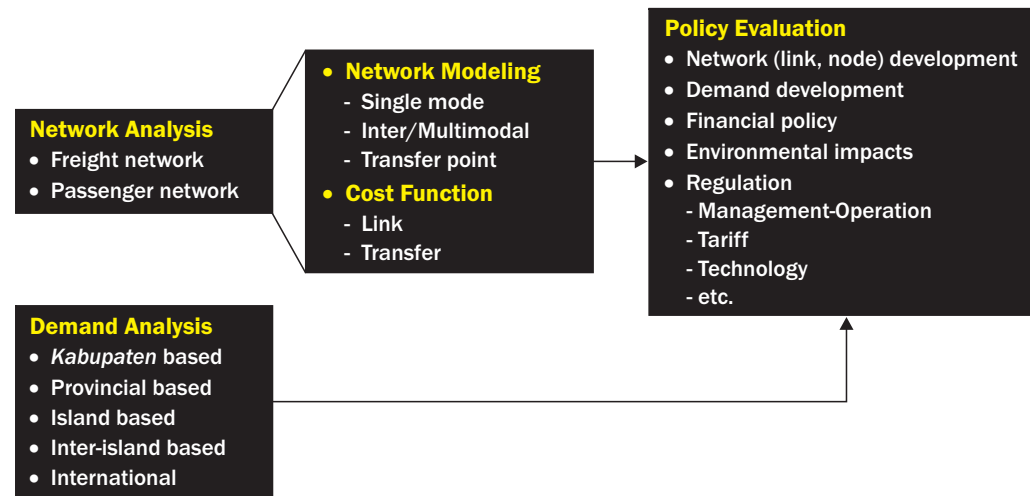 Network Analysis
• Freight network
• Passenger network
• Network Modeling
- Single mode
- Inter/Multimodal
- Transfer point
• Cost Function
- Link
- Transfer
Policy Evaluation
• Network (link, node) development
• Demand development
• Financial policy
• Environmental impacts
• Regulation
- Management-Operation
- Tariff
- Technology
- etc.
Demand Analysis
• Kabupaten based
• Provincial based
• Island based
• Inter-island based
• International